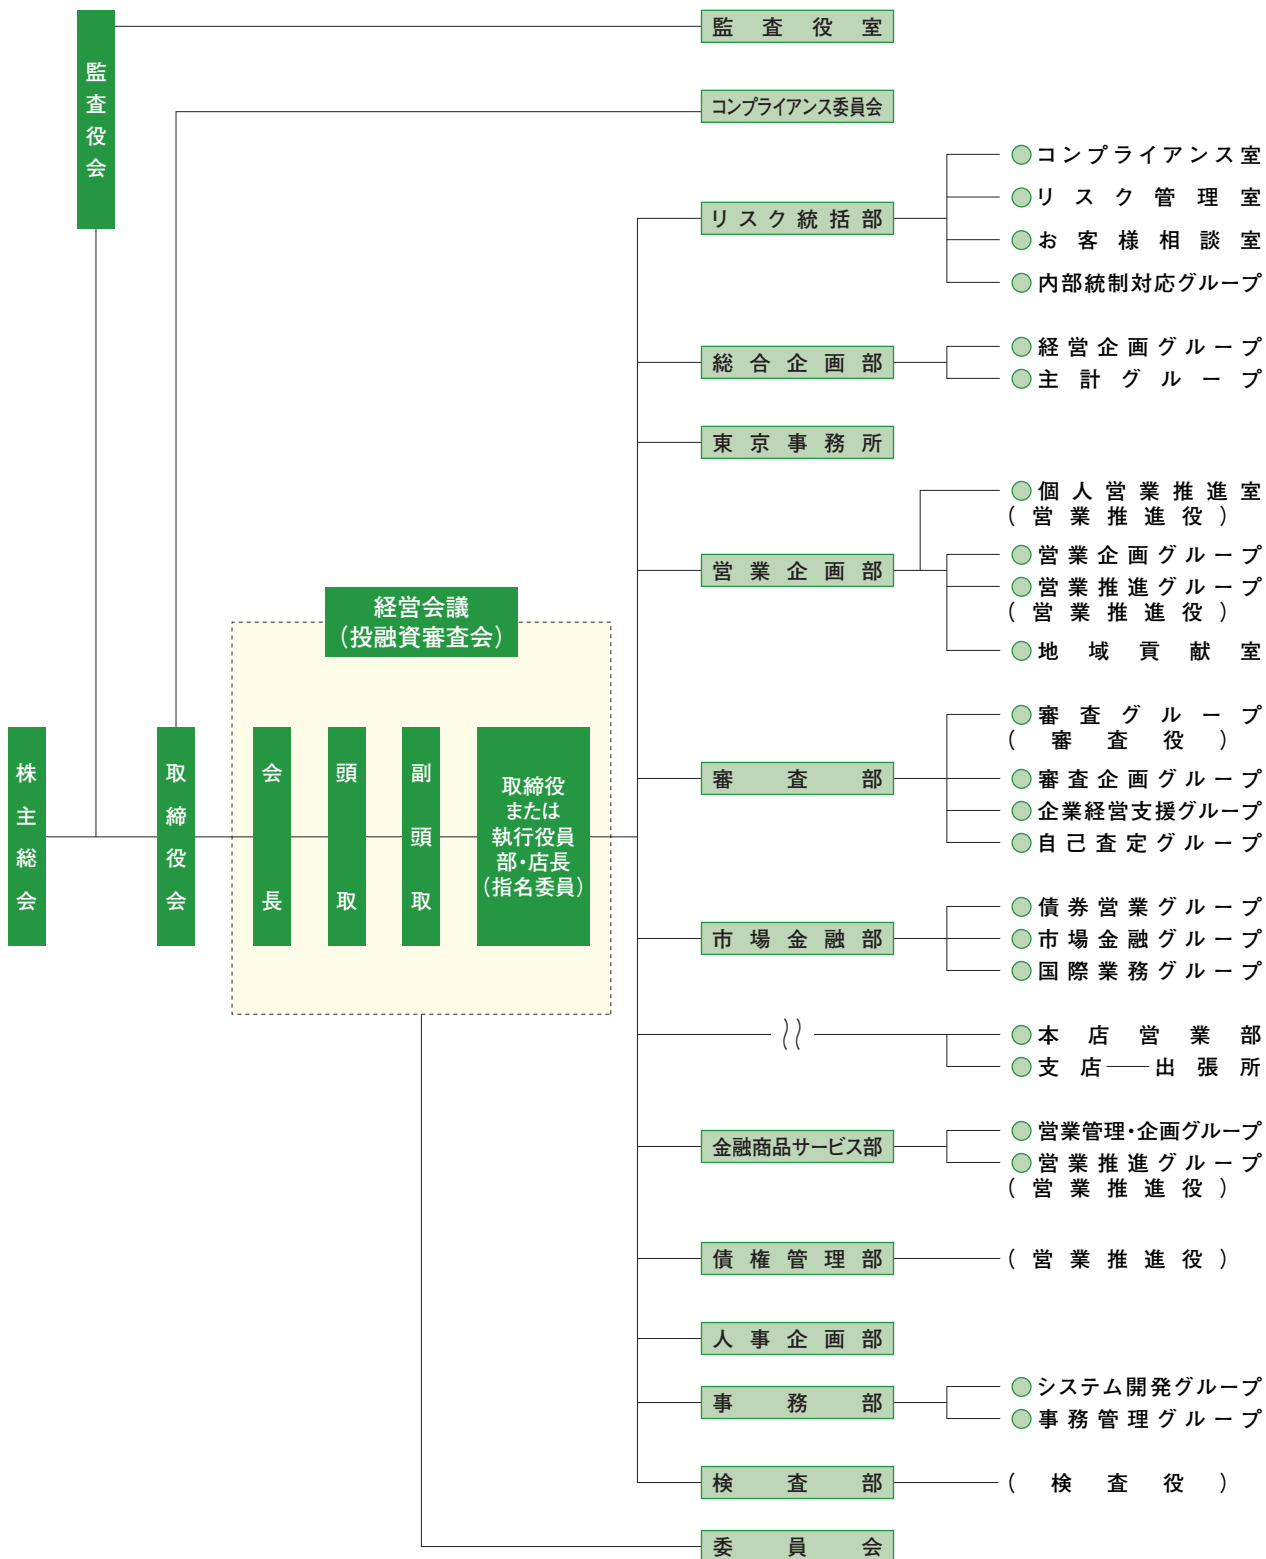 監査役会
監査役室
コンプライアンス委員会
リスク統括部
コンプライアンス室
リスク管理室
お客様相談室
内部統制対応グループ
総合企画部
経営企画グループ
主計グループ
東京事務所
営業企画部
個人営業推進室
(営業推進役)
営業企画グループ
営業推進グループ
(営業推進役)
地域貢献室
経営会議
(投融資審査会)
株主総会
取締役会
会長
頭取
副頭取
取締役
または
執行役員
部・店長
(指名委員)
審査部
審査グループ
(審査役)
審査企画グループ
企業経営支援グループ
自己査定グループ
市場金融部
債券営業グループ
市場金融グループ
国際業務グループ
本店営業部
支店 出張所
金融商品サービス部
営業管理・企画グループ
営業推進グループ
(営業推進役)
債権管理部
(営業推進役)
人事企画部
事務部
システム開発グループ
事務管理グループ
検査部
(検査役)
委員会